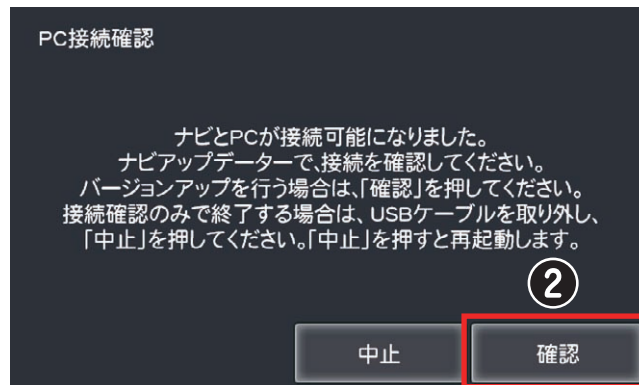 PC接続確認
ナビとPCが接続可能になりました。
ナビアップデーターで、接続を確認してください。
バージョンアップを行う場合は、「確認」を押してください。
接続確認のみで終了する場合は、USBケーブルを取り外し、
「中止」を押してください。「中止」を押すと再起動します。
2
中止
確認